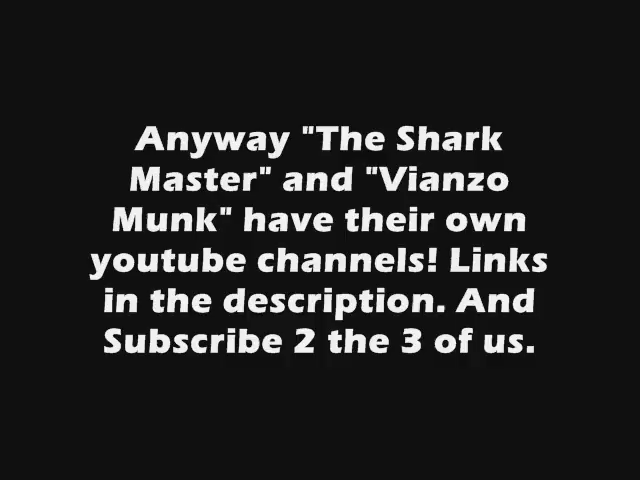 Anyway "The Shark
Master" and "Vianzo
Munk" have their own
youtube channels! Links
in the description. And
Subscribe 2 the 3 of us.